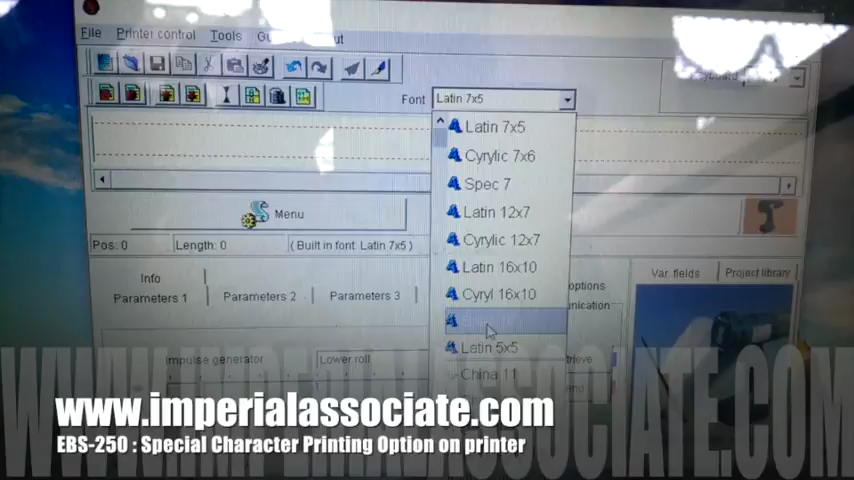 File Printer control Tools
Font Latin 7x5
Latin 7x5
Cyrylic 7x6
Spec 7
Latin 12x7
Cyrylic 12x7
Latin 16x10
Cyryl 16x10
Latin 5x5
China 11
Menu
Pos: 0 Length: 0 ( Built in font: Latin 7x5 )
Info
Parameters 1 Parameters 2 Parameters 3
Var. fields Project library
Impulse generator Lower roll
www.imperialassociate.com
EBS-250 : Special Character Printing Option on printer
WWW.IMPERIALASSOCIATE.COM